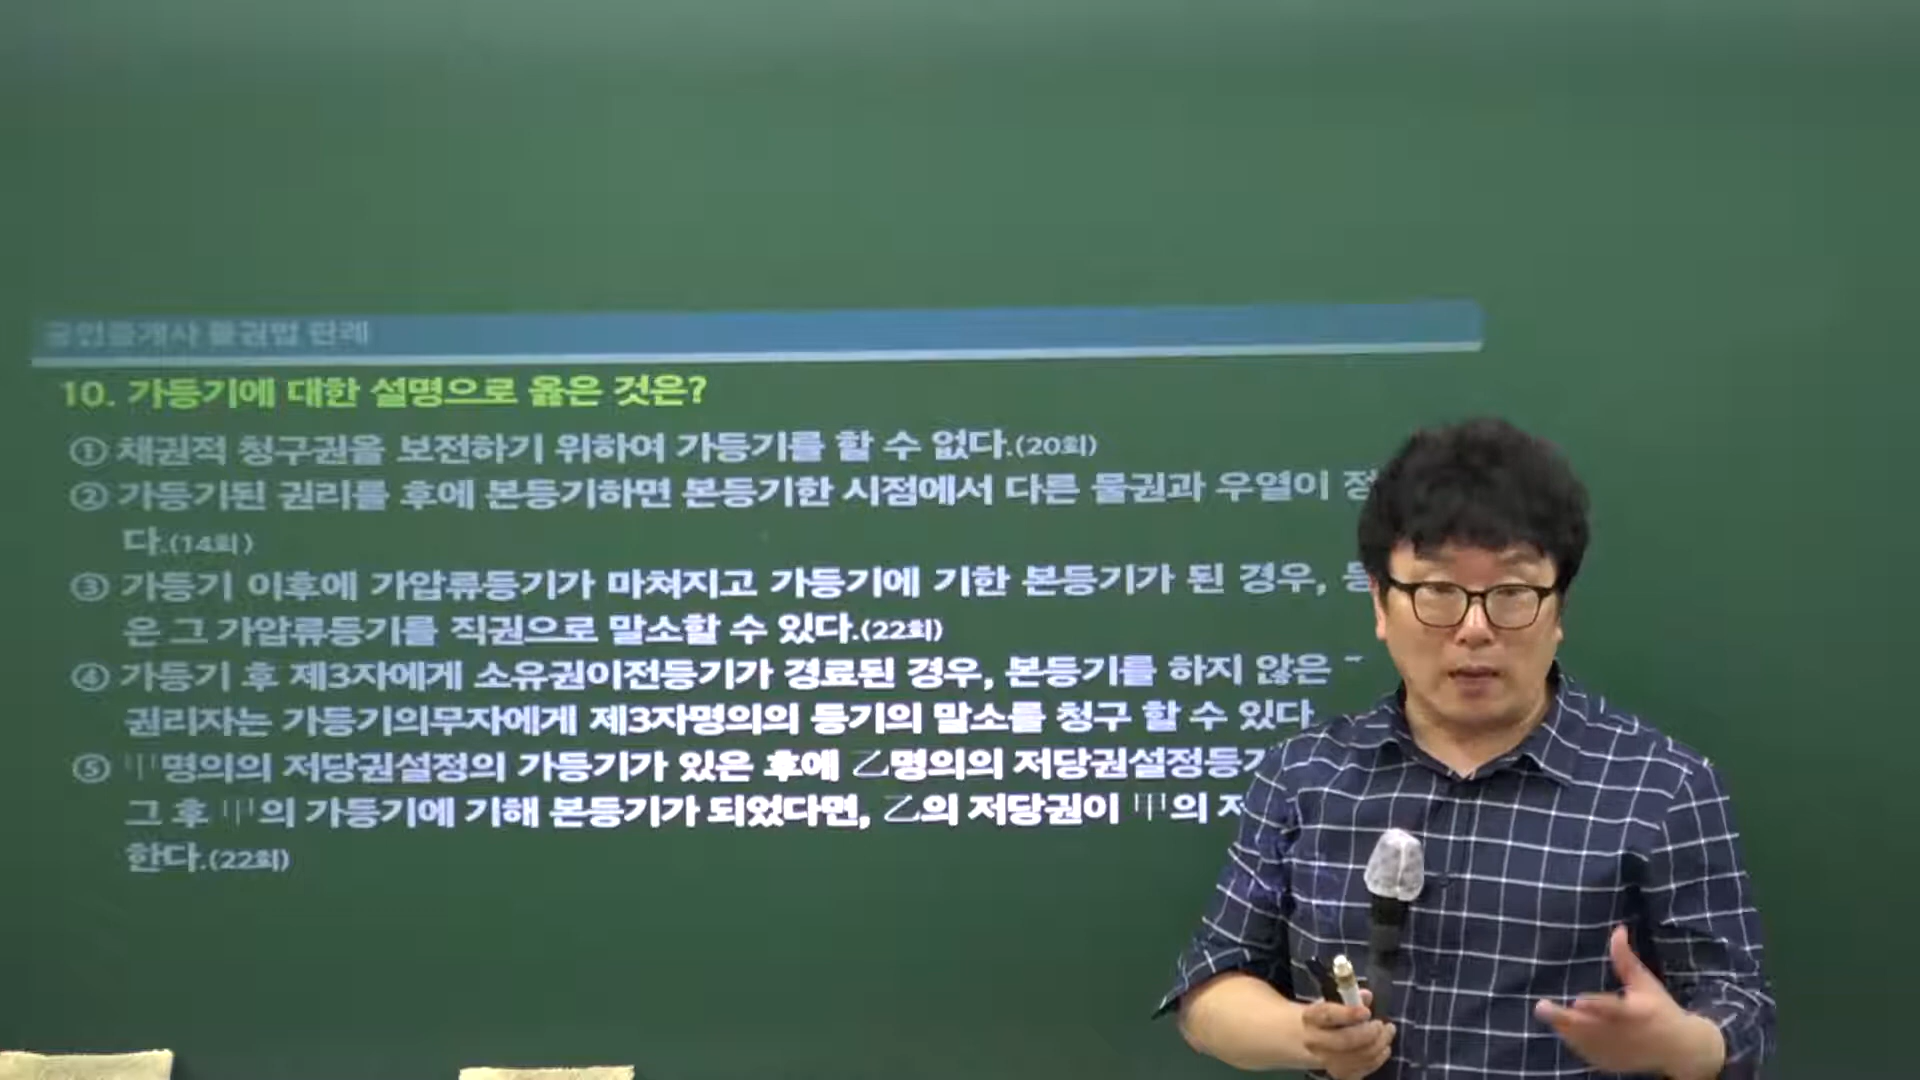 공인중개사 물권법 판례
10. 가등기에 대한 설명으로 옳은 것은?
① 채권적 청구권을 보전하기 위하여 가등기를 할 수 없다.(20회)
② 가등기된 권리를 후에 본등기하면 본등기한 시점에서 다른 물권과 우열이
다.(14회)
③ 가등기 이후에 가압류등기가 마쳐지고 가등기에 기한 본등기가 된 경우,
은 그 가압류등기를 직권으로 말소할 수 있다.(22회)
④ 가등기 후 제3자에게 소유권이전등기가 경료된 경우, 본등기를 하지 않은
권리자는 가등기의무자에게 제3자명의의 등기의 말소를 청구 할 수 있다
⑤ 甲명의의 저당권설정의 가등기가 있은 후에 乙명의의 저당권설정등기
그 후 甲의 가등기에 기해 본등기가 되었다면, 乙의 저당권이 甲의
한다.(22회)